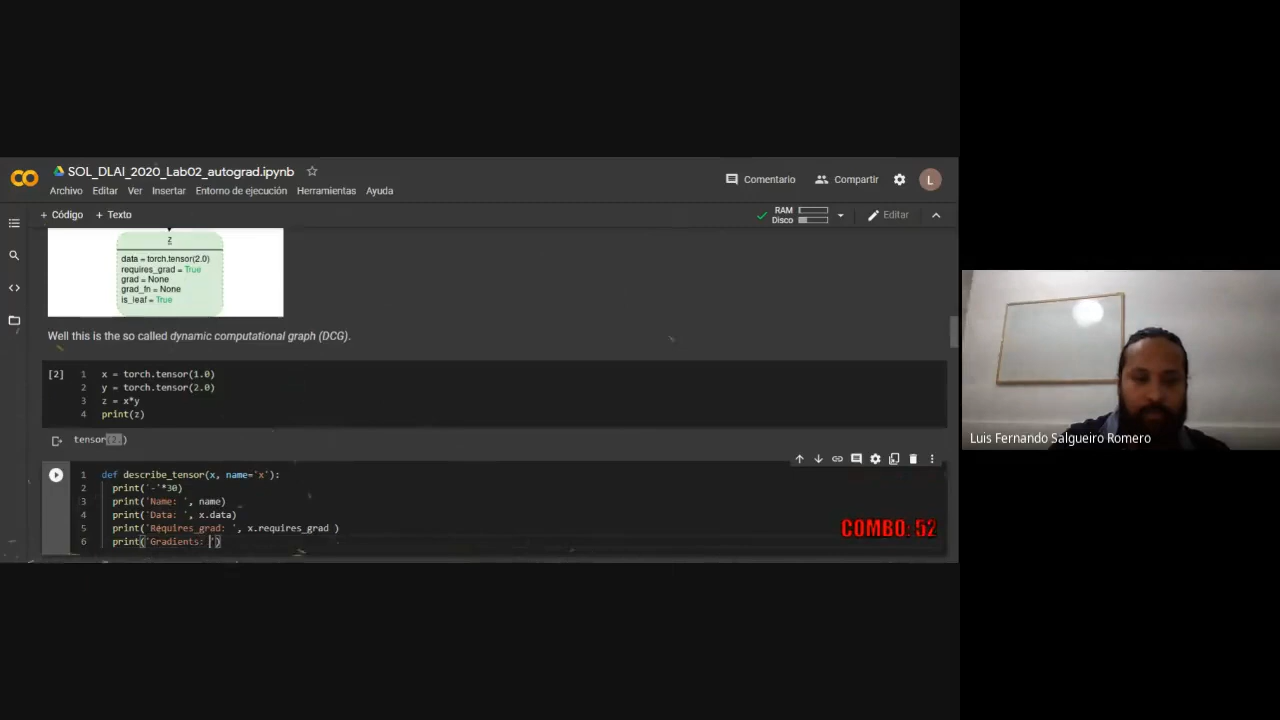 SOL_DLAI_2020_Lab02_autograd.ipynb
Archivo Editar Ver Insertar Entorno de ejecución Herramientas Ayuda
Comentario Compartir L
+ Código + Texto
RAM
Disco
Editar
z
data = torch.tensor(2.0)
requires_grad = True
grad = None
grad_fn = None
is_leaf = True
Well this is the so called dynamic computational graph (DCG).
[2] 1 x = torch.tensor(1.0)
2 y = torch.tensor(2.0)
3 z = x*y
4 print(z)
tensor(2.)
1 def describe_tensor(x, name='x'):
2 print('-'*30)
3 print('Name: ', name)
4 print('Data: ', x.data)
5 print('Requires_grad: ', x.requires_grad )
6 print('Gradients: ')
COMBO: 52
Luis Fernando Salgueiro Romero